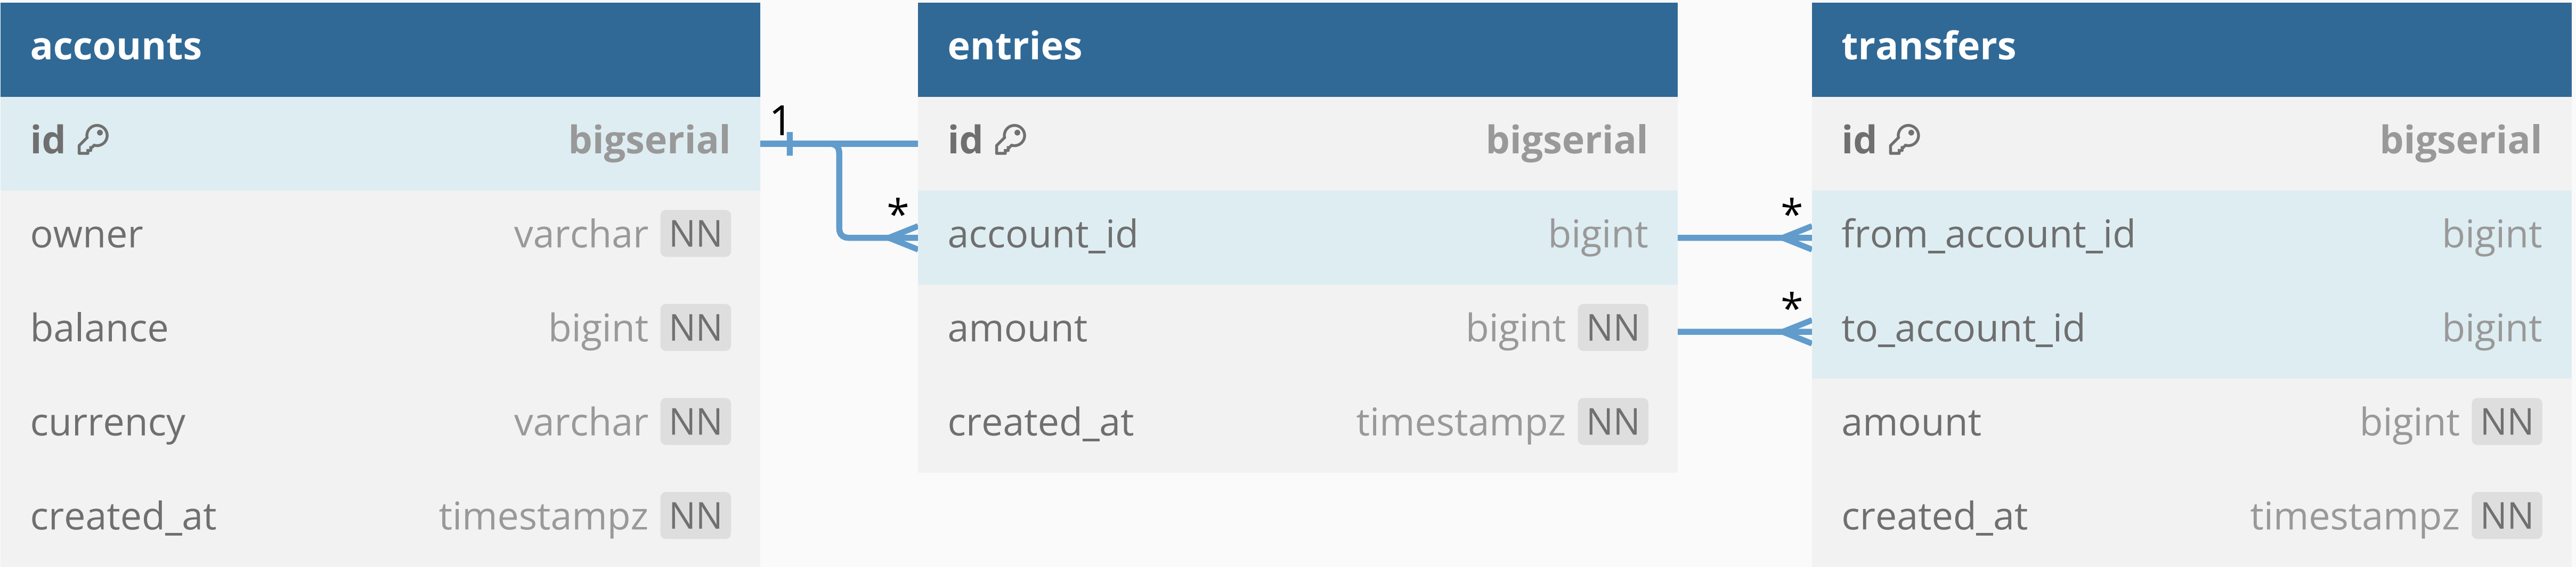 accounts
id bigserial
owner varchar NN
balance bigint NN
currency varchar NN
created_at timestampz NN
1
*
entries
id bigserial
account_id bigint
amount bigint NN
created_at timestampz NN
*
*
transfers
id bigserial
from_account_id bigint
to_account_id bigint
amount bigint NN
created_at timestampz NN